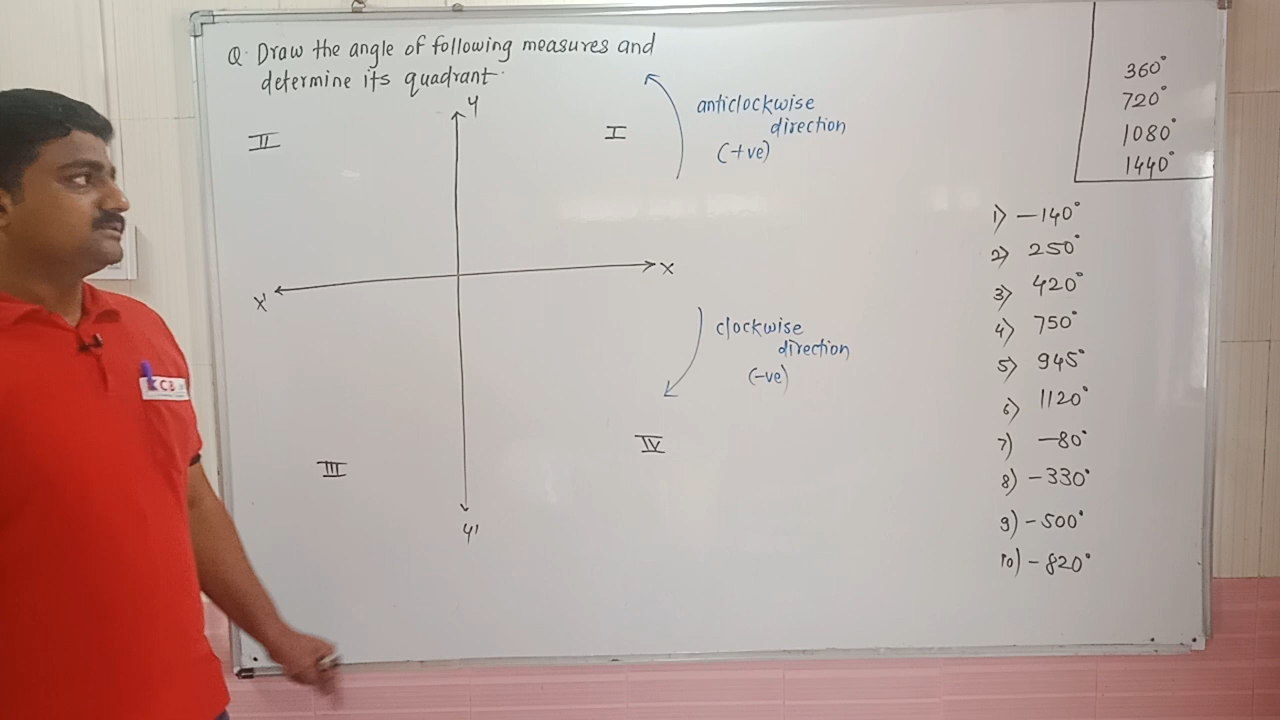 Q. Draw the angle of following measures and
determine its quadrant.
Y
II
I
anticlockwise
direction
(+ve)
X
X'
clockwise
direction
(-ve)
III
IV
Y'
360°
720°
1080°
1440°
1) -140°
2) 250°
3) 420°
4) 750°
5) 945°
6) 1120°
7) -80°
8) -330°
9) -500°
10) -820°
CB